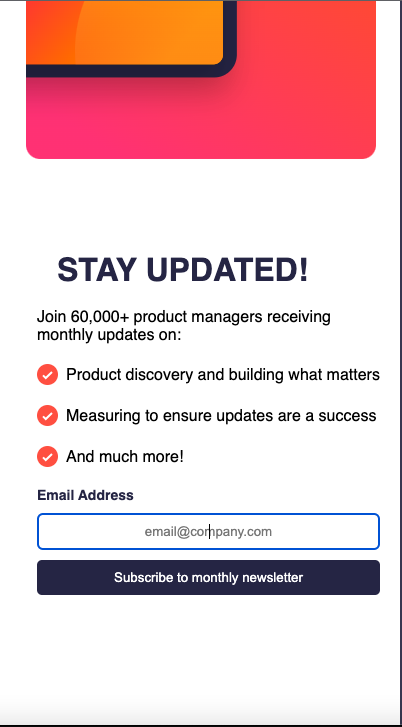 STAY UPDATED!
Join 60,000+ product managers receiving
monthly updates on:
Product discovery and building what matters
Measuring to ensure updates are a success
And much more!
Email Address
email@company.com
Subscribe to monthly newsletter